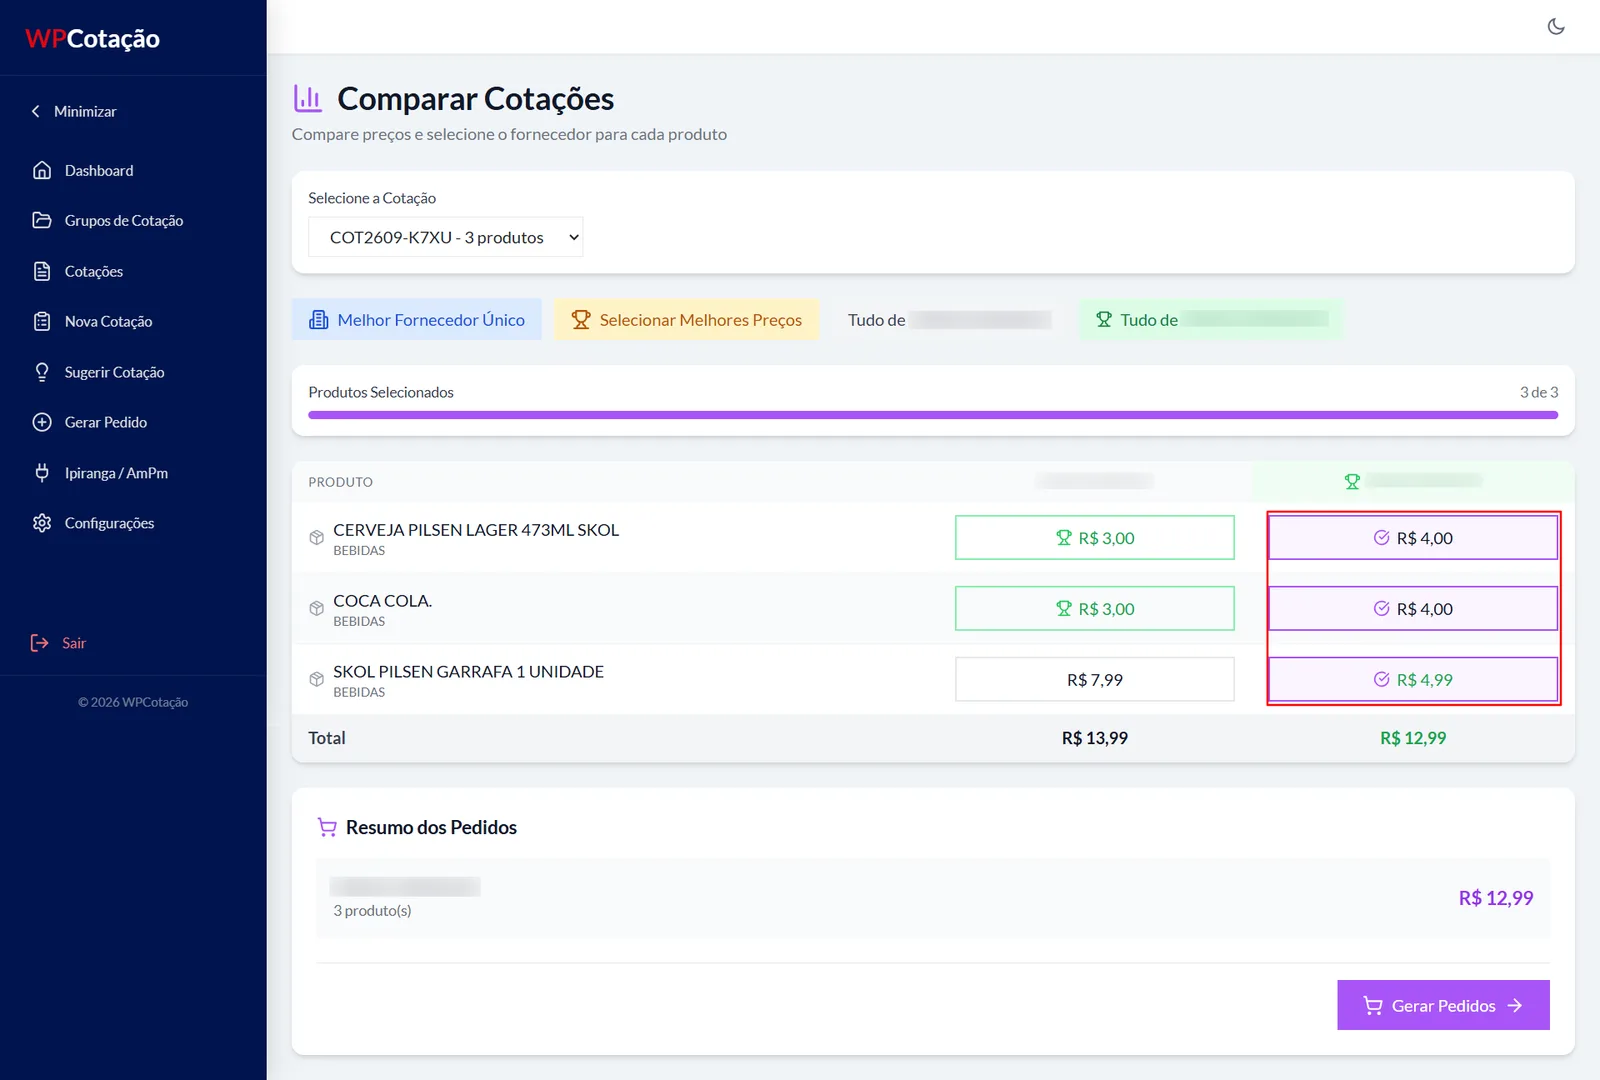 WPCotação
Minimizar
Dashboard
Grupos de Cotação
Cotações
Nova Cotação
Sugerir Cotação
Gerar Pedido
Ipiranga / AmPm
Configurações
Sair
© 2026 WPCotação
Comparar Cotações
Compare preços e selecione o fornecedor para cada produto
Selecione a Cotação
COT2609-K7XU - 3 produtos
Melhor Fornecedor Único
Selecionar Melhores Preços
Tudo de
Tudo de
Produtos Selecionados
3 de 3
PRODUTO
CERVEJA PILSEN LAGER 473ML SKOL
BEBIDAS
R$ 3,00
R$ 4,00
COCA COLA.
BEBIDAS
R$ 3,00
R$ 4,00
SKOL PILSEN GARRAFA 1 UNIDADE
BEBIDAS
R$ 7,99
R$ 4,99
Total
R$ 13,99
R$ 12,99
Resumo dos Pedidos
3 produto(s)
R$ 12,99
Gerar Pedidos